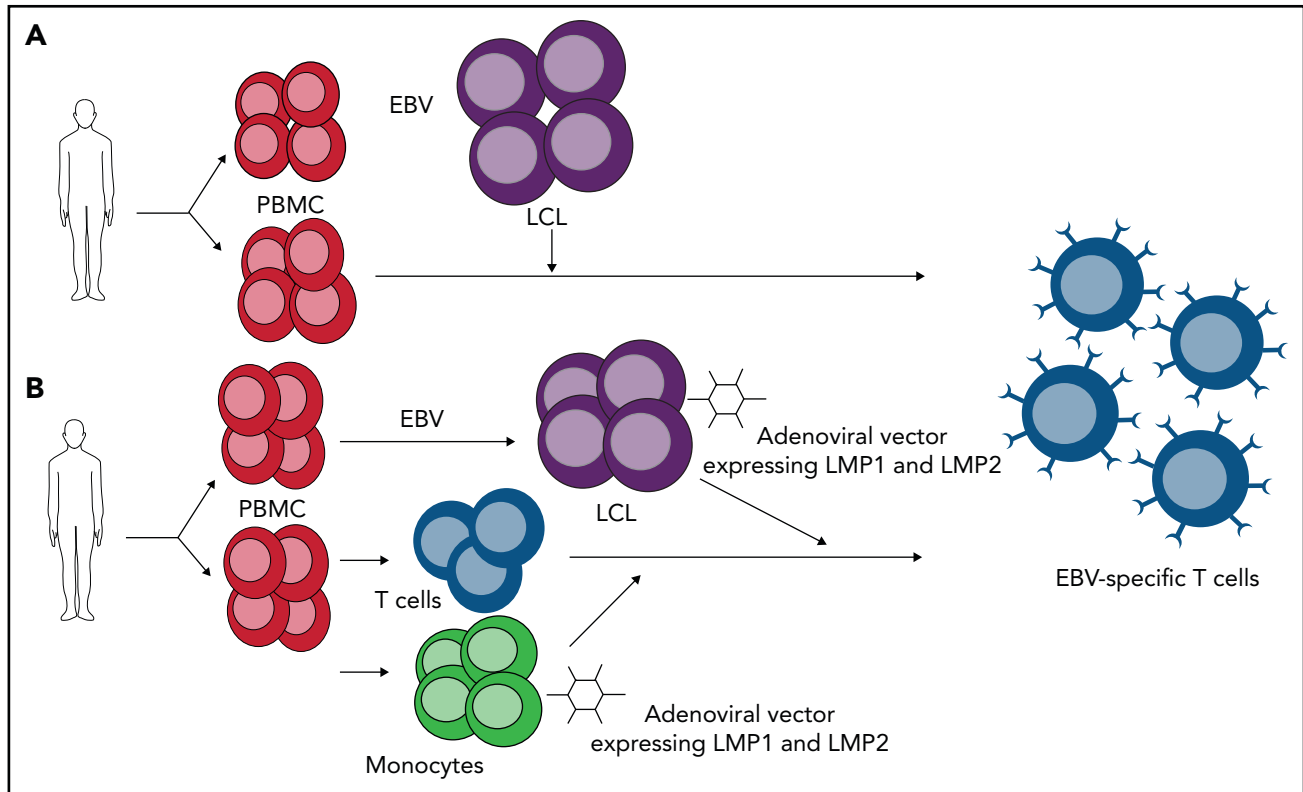 A
EBV
PBMC
LCL
B
EBV
Adenoviral vector
expressing LMP1 and LMP2
PBMC
LCL
T cells
EBV-specific T cells
Adenoviral vector
expressing LMP1 and LMP2
Monocytes